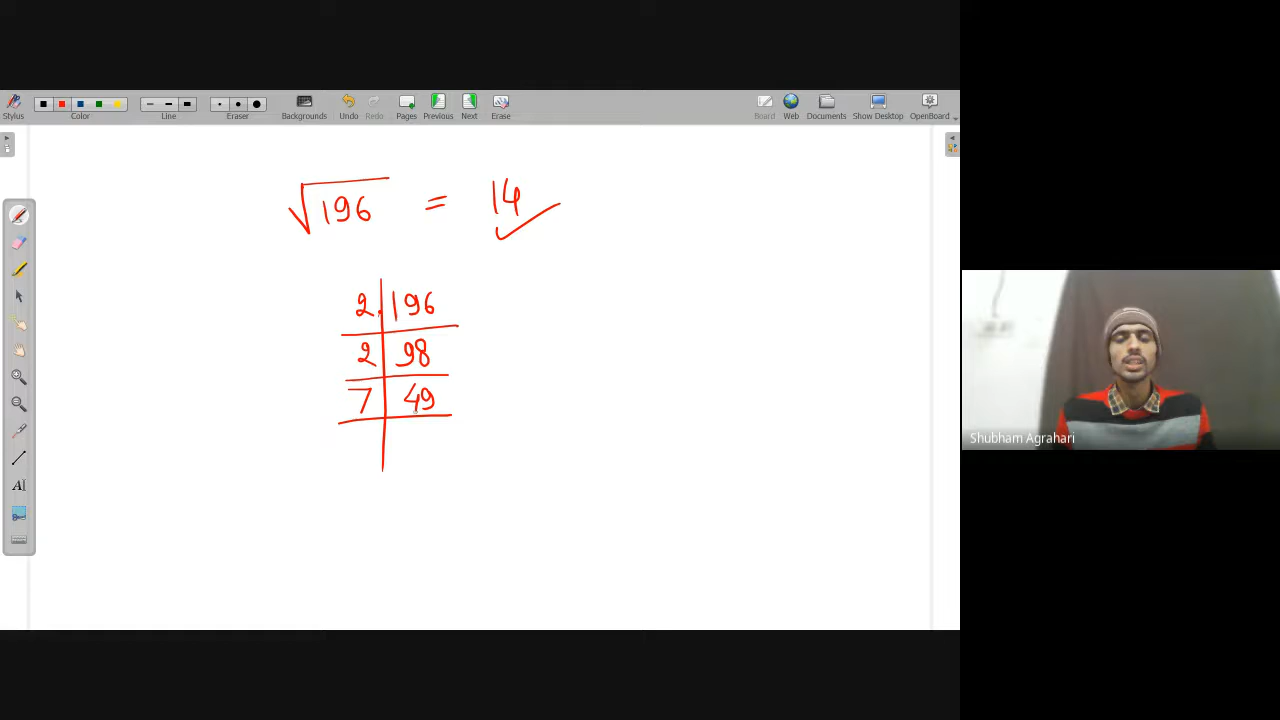 Stylus
Color
Line
Eraser
Backgrounds
Undo
Redo
Pages
Previous
Next
Erase
Board
Web
Documents
Show Desktop
OpenBoard
√196 = 14
2 196
2 98
7 49
Shubham Agrahari